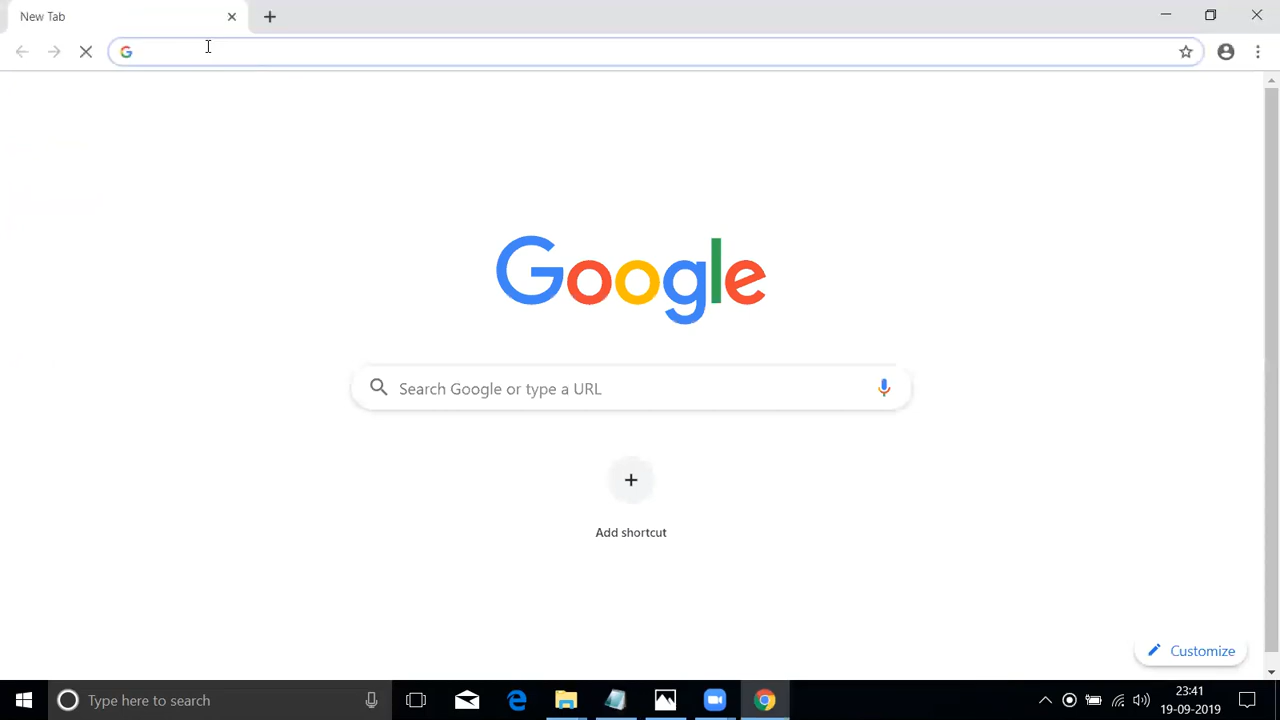 New Tab
Google
Search Google or type a URL
Add shortcut
Customize
Type here to search
23:41
19-09-2019